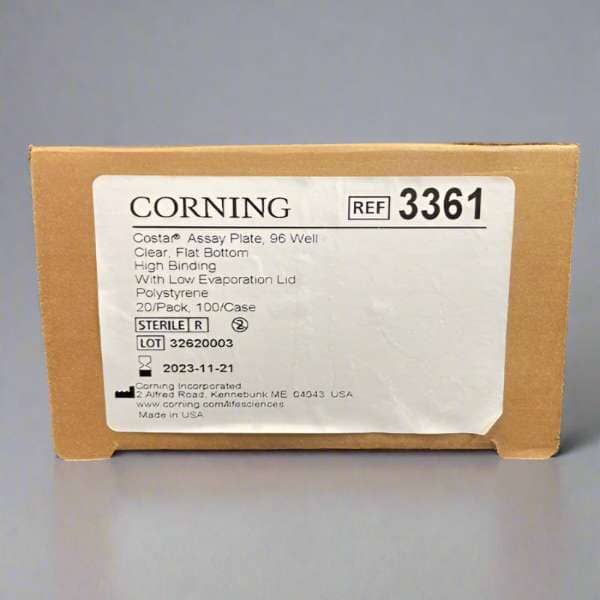 CORNING
REF 3361
Costar® Assay Plate, 96 Well
Clear, Flat Bottom
High Binding
With Low Evaporation Lid
Polystyrene
20/Pack, 100/Case
STERILE R 2
LOT 32620003
2023-11-21
Corning Incorporated
2 Alfred Road, Kennebunk ME 04043 USA
www.corning.com/lifesciences
Made in USA